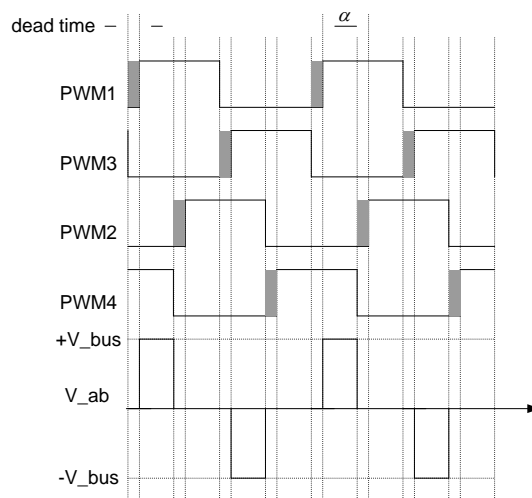 dead time
α
PWM1
PWM3
PWM2
PWM4
+V_bus
V_ab
-V_bus